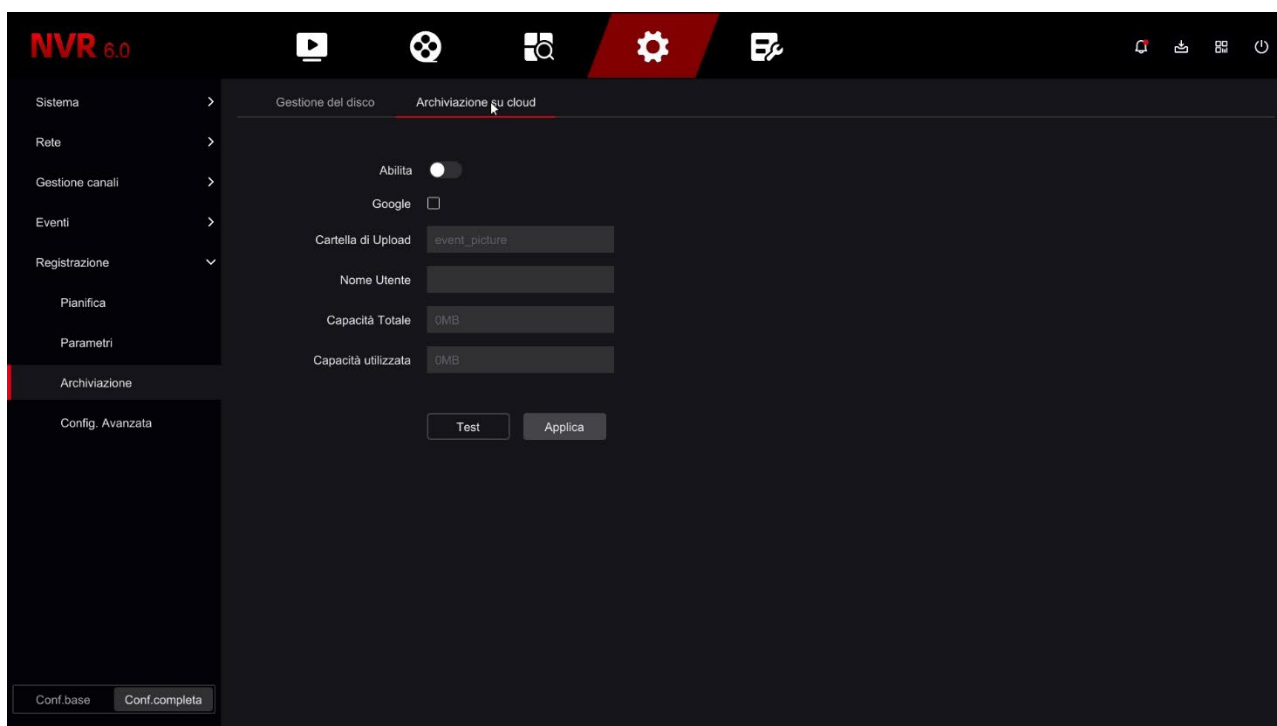 NVR 6.0
Sistema
Rete
Gestione canali
Eventi
Registrazione
Pianifica
Parametri
Archiviazione
Config. Avanzata
Conf.base Conf.completa
Gestione del disco Archiviazione su cloud
Abilita
Google
Cartella di Upload event_picture
Nome Utente
Capacità Totale 0MB
Capacità utilizzata 0MB
Test Applica